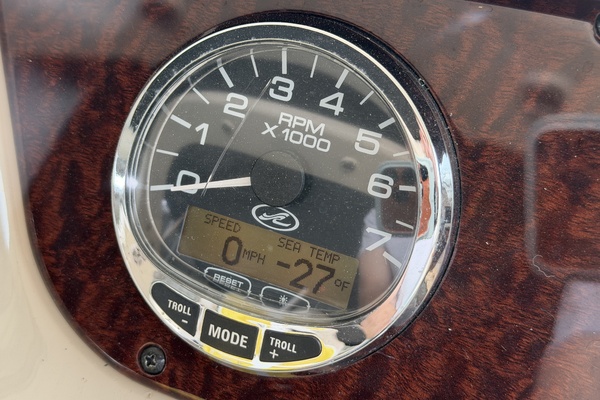 0 1 2 3 4 5 6 7
RPM
X1000
SPEED
0 MPH
SEA TEMP
-27°F
RESET
TROLL
-
MODE
TROLL
+